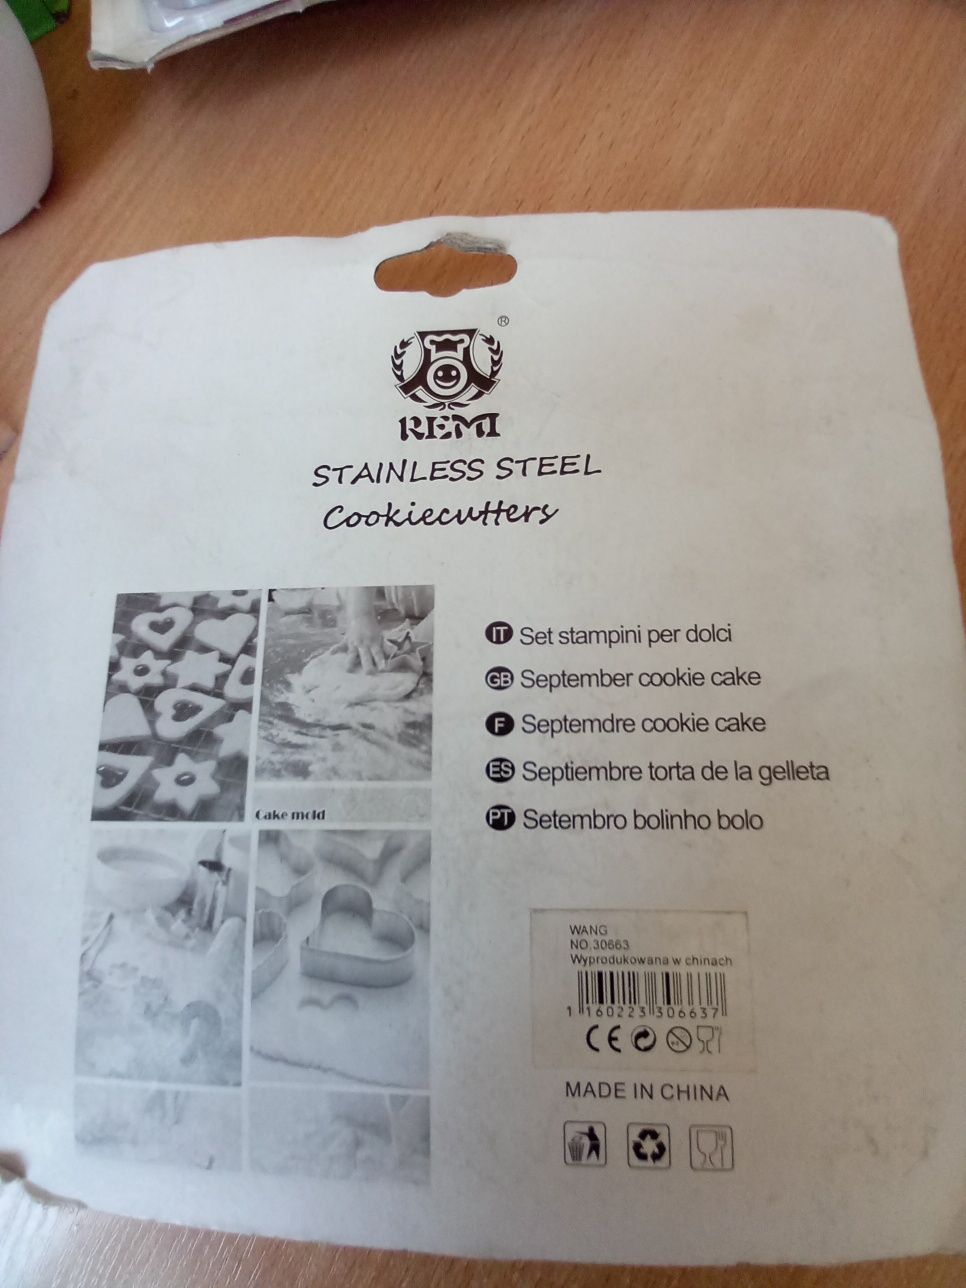 ®
REMI
STAINLESS STEEL
Cookiecutters
Cake mold
IT Set stampini per dolci
GB September cookie cake
F Septemdre cookie cake
ES Septiembre torta de la gelleta
PT Setembro bolinho bolo
WANG
NO.30663
Wyprodukowana w chinach
1 160223 306637
CE
MADE IN CHINA